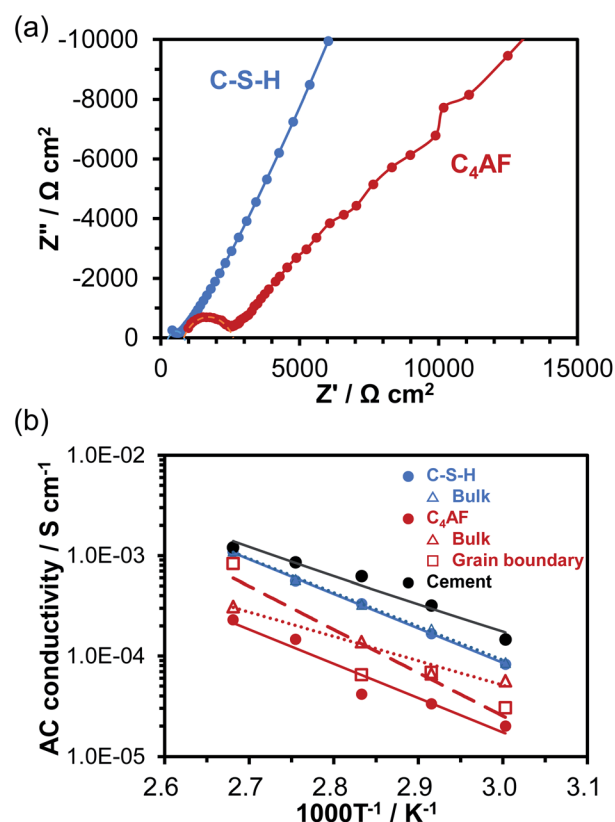 (a)
-10000
-8000
-6000
-4000
-2000
0
Z'' / Ω cm²
C-S-H
C₄AF
0
5000
10000
15000
Z' / Ω cm²
(b)
1.0E-02
1.0E-03
1.0E-04
1.0E-05
AC conductivity / S cm⁻¹
C-S-H
Bulk
C₄AF
Bulk
Grain boundary
Cement
2.6
2.7
2.8
2.9
3.0
3.1
1000T⁻¹ / K⁻¹